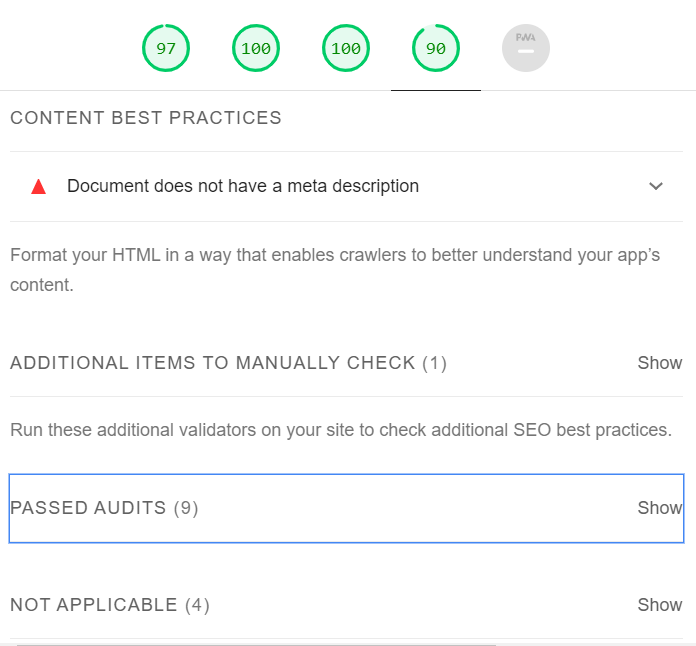 97 100 100 90 PWA
CONTENT BEST PRACTICES
Document does not have a meta description
Format your HTML in a way that enables crawlers to better understand your app’s
content.
ADDITIONAL ITEMS TO MANUALLY CHECK (1) Show
Run these additional validators on your site to check additional SEO best practices.
PASSED AUDITS (9) Show
NOT APPLICABLE (4) Show